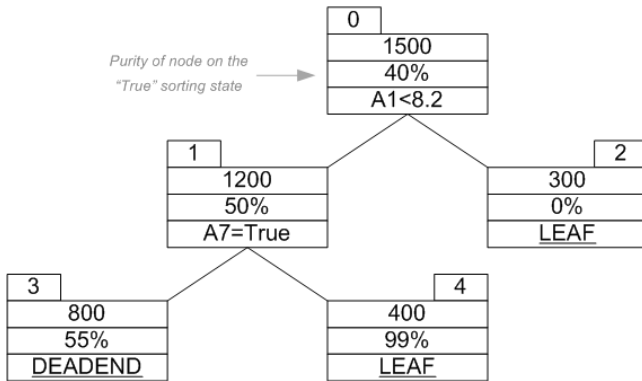 0
1500
Purity of node on the
"True" sorting state
40%
A1<8.2
1
1200
50%
A7=True
2
300
0%
LEAF
3
800
55%
DEADEND
4
400
99%
LEAF